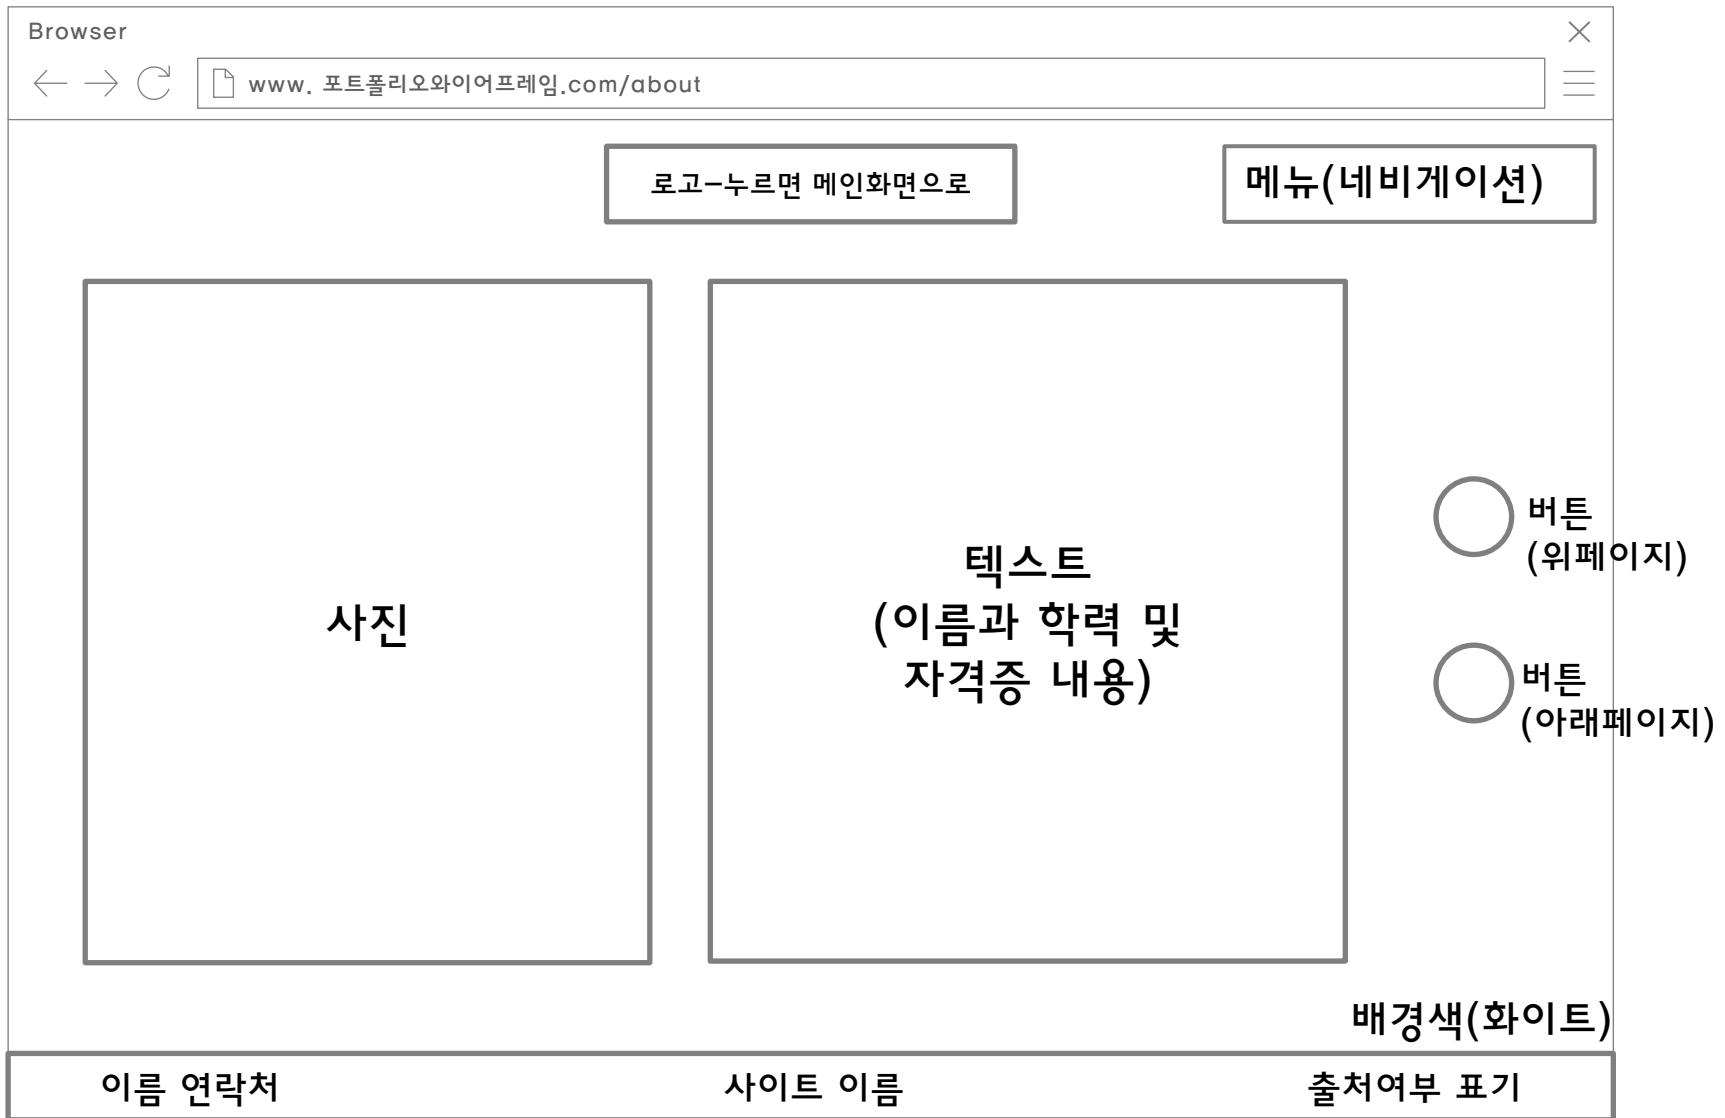 Browser
www. 포트폴리오와이어프레임.com/about
로고-누르면 메인화면으로
메뉴(네비게이션)
사진
텍스트
(이름과 학력 및
자격증 내용)
버튼
(위페이지)
버튼
(아래페이지)
배경색(화이트)
이름 연락처
사이트 이름
출처여부 표기